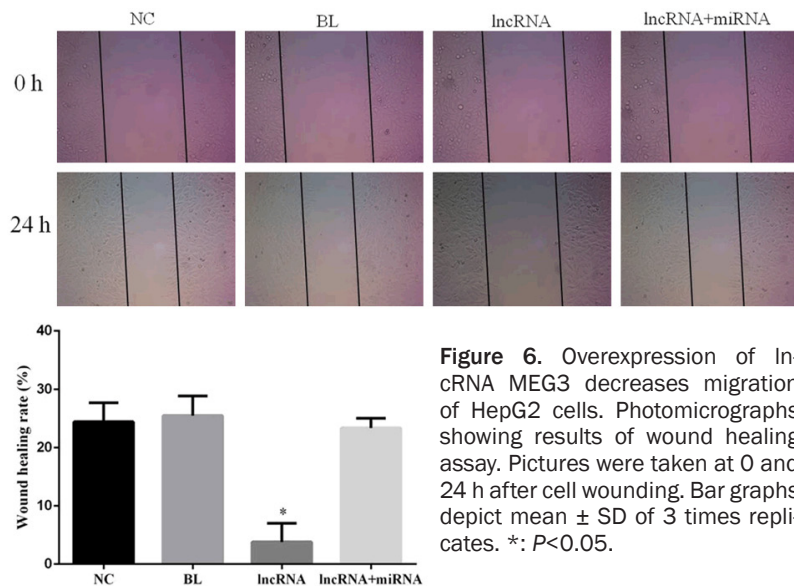 NC BL lncRNA lncRNA+miRNA
0 h
24 h
40
30
20
10
0
Wound healing rate (%)
*
NC BL lncRNA lncRNA+miRNA
Figure 6. Overexpression of ln-
cRNA MEG3 decreases migration
of HepG2 cells. Photomicrographs
showing results of wound healing
assay. Pictures were taken at 0 and
24 h after cell wounding. Bar graphs
depict mean ± SD of 3 times repli-
cates. *: P<0.05.